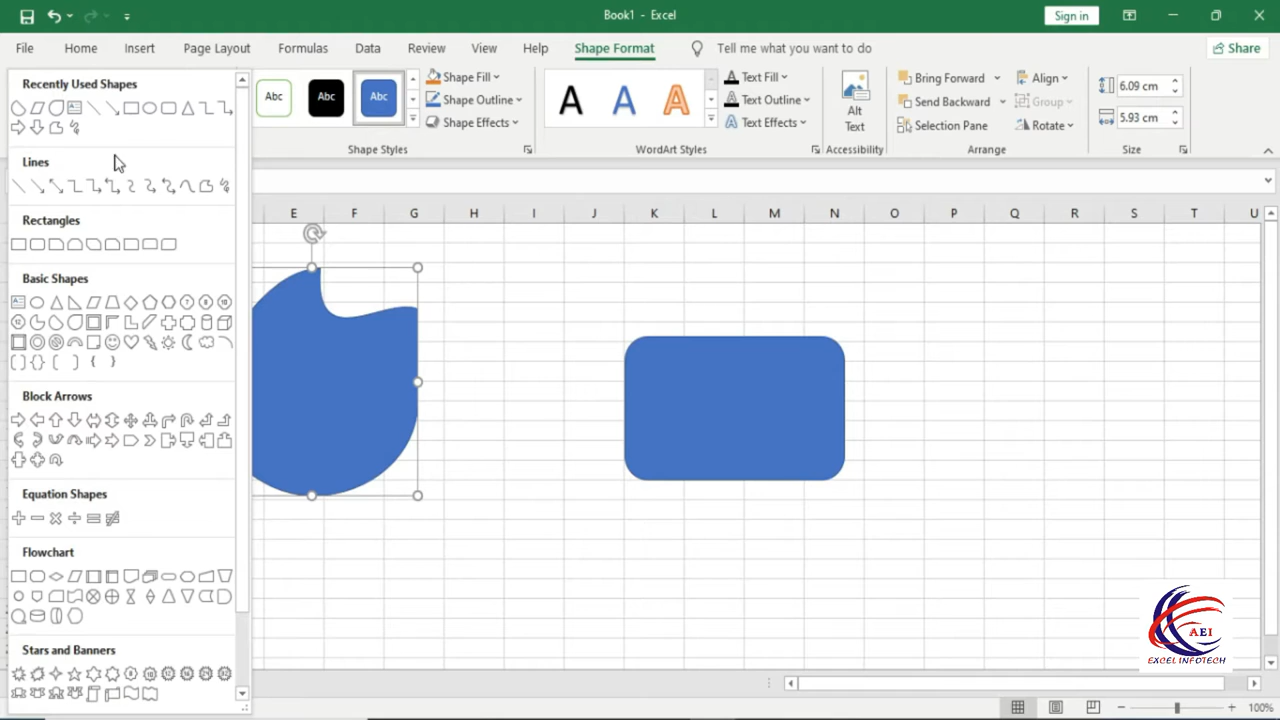 Book1 - Excel
Sign in
File Home Insert Page Layout Formulas Data Review View Help Shape Format Tell me what you want to do Share
Recently Used Shapes
Lines
Rectangles
Basic Shapes
Block Arrows
Equation Shapes
Flowchart
Stars and Banners
Abc Abc Abc
Shape Fill
Shape Outline
Shape Effects
Shape Styles
A A A
Text Fill
Text Outline
Text Effects
WordArt Styles
Alt
Text
Accessibility
Bring Forward
Send Backward
Selection Pane
Align
Group
Rotate
Arrange
6.09 cm
5.93 cm
Size
E F G H I J K L M N O P Q R S T U
AEI
EXCEL INFOTECH
100%